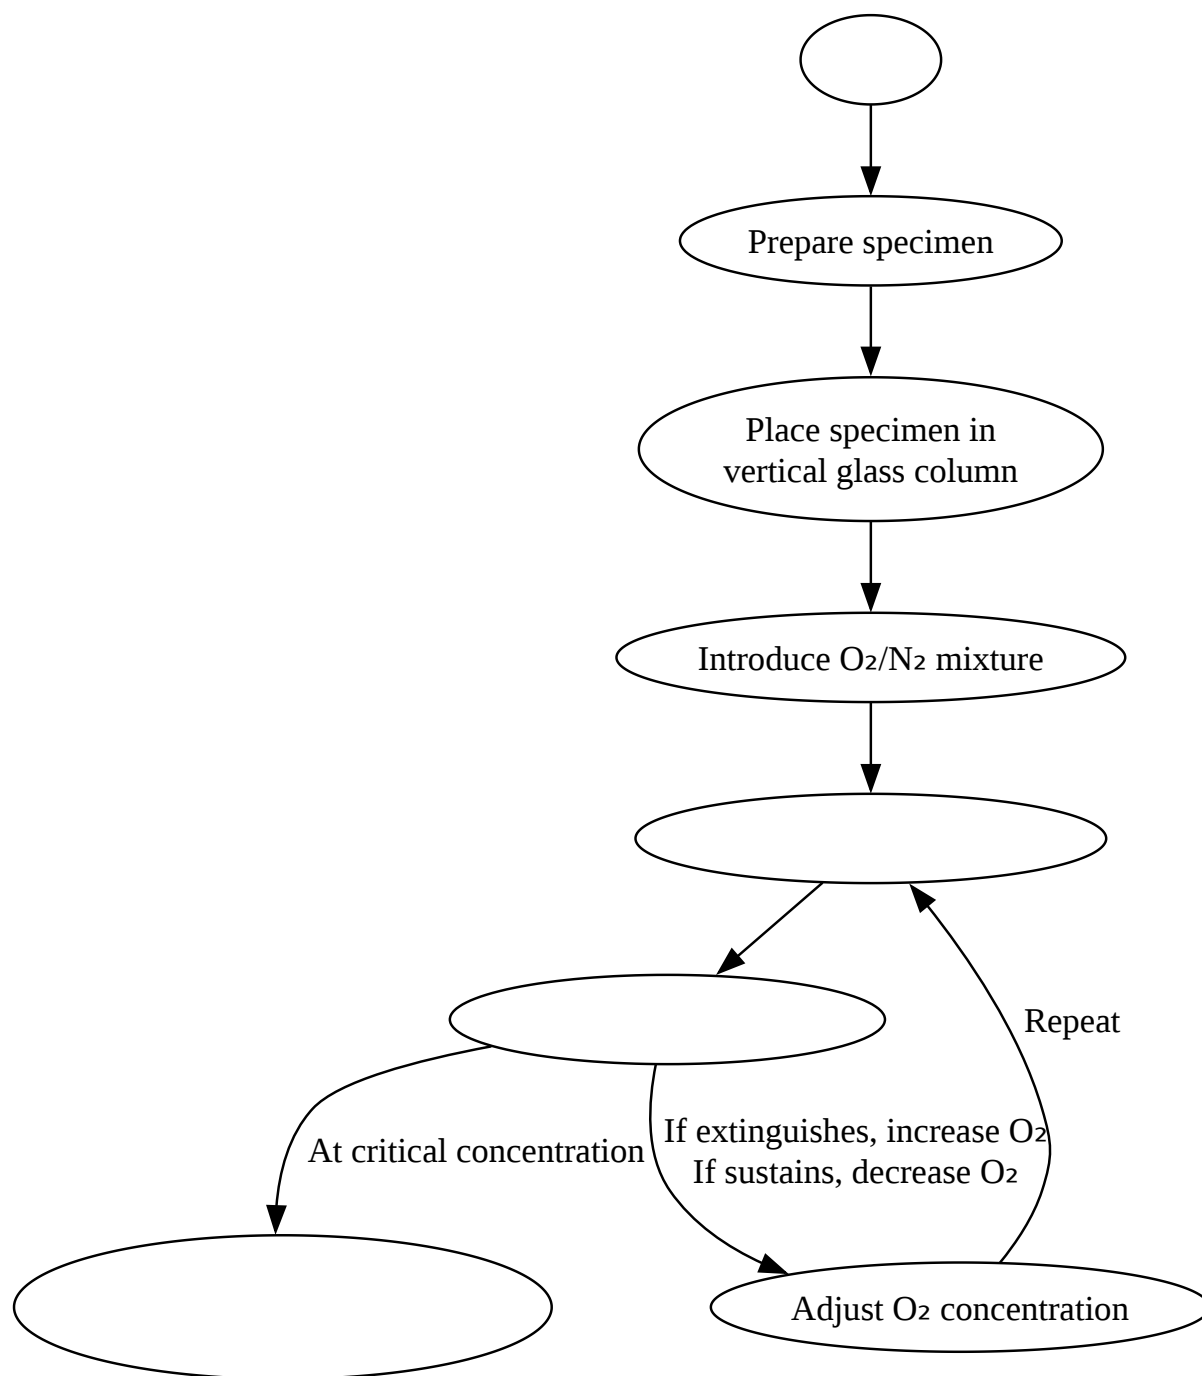 Prepare specimen
Place specimen in
vertical glass column
Introduce O₂/N₂ mixture
Repeat
If extinguishes, increase O₂
If sustains, decrease O₂
At critical concentration
Adjust O₂ concentration